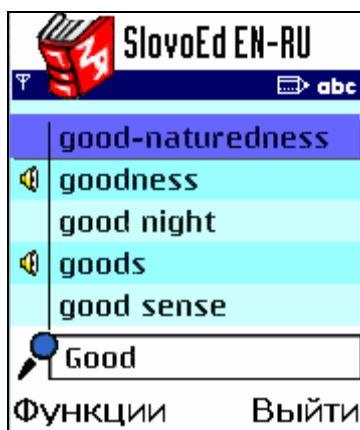 SlovoEd EN-RU
abc
good-naturedness
goodness
good night
goods
good sense
Good
Функции Выйти